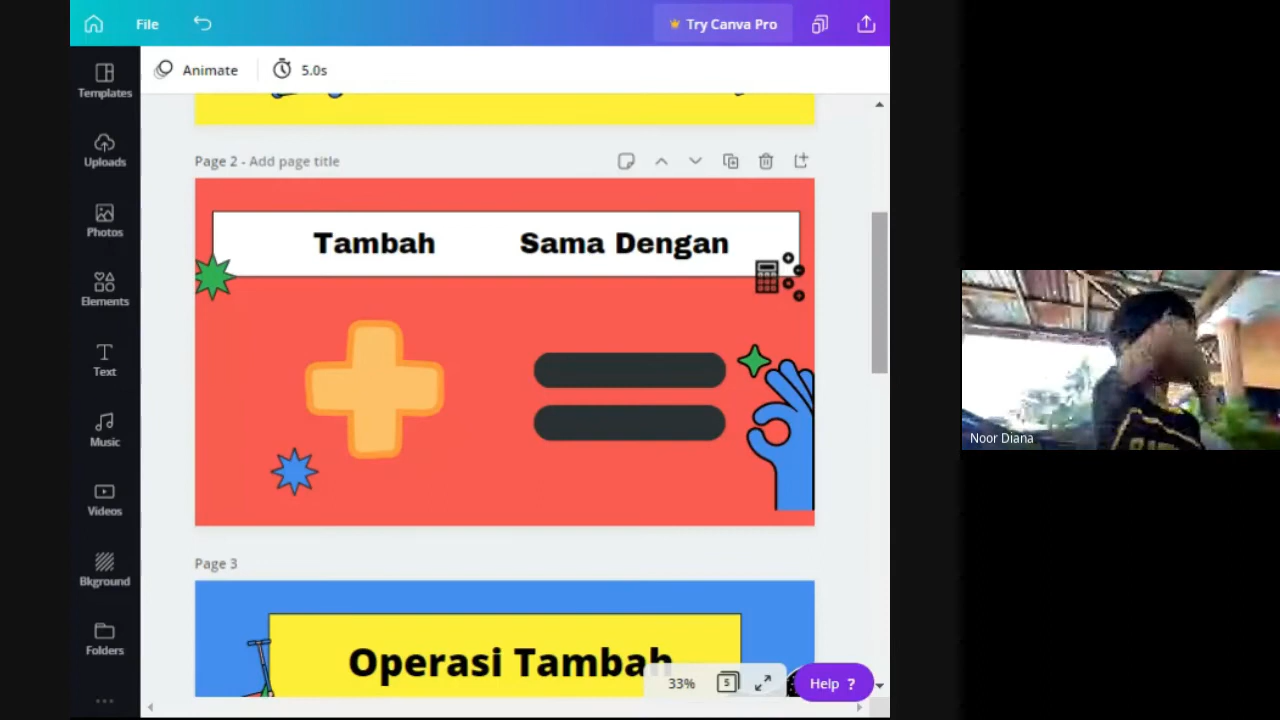 File
Try Canva Pro
Animate
5.0s
Templates
Uploads
Photos
Elements
Text
Music
Videos
Bkground
Folders
Page 2 - Add page title
Tambah Sama Dengan
Page 3
Operasi Tambah
33%
5
Help ?
Noor Diana